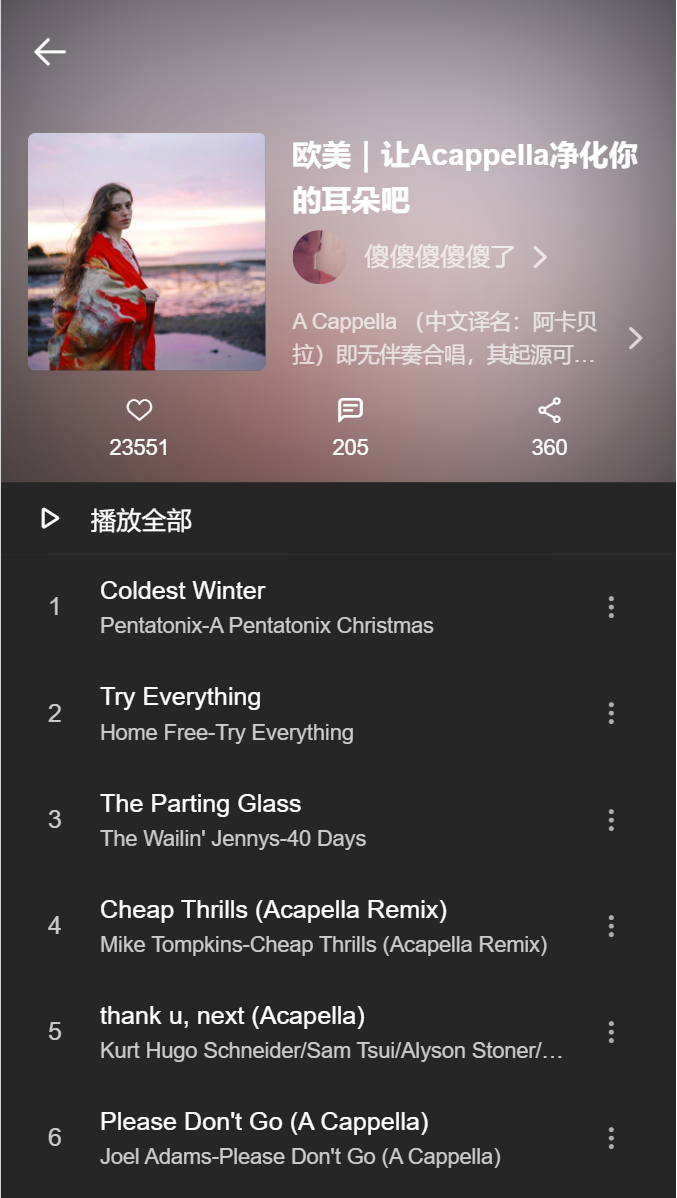 欧美｜让Acappella净化你
的耳朵吧
傻傻傻傻傻了
A Cappella （中文译名：阿卡贝
拉）即无伴奏合唱，其起源可…
23551
205
360
播放全部
1
Coldest Winter
Pentatonix-A Pentatonix Christmas
2
Try Everything
Home Free-Try Everything
3
The Parting Glass
The Wailin' Jennys-40 Days
4
Cheap Thrills (Acapella Remix)
Mike Tompkins-Cheap Thrills (Acapella Remix)
5
thank u, next (Acapella)
Kurt Hugo Schneider/Sam Tsui/Alyson Stoner/…
6
Please Don't Go (A Cappella)
Joel Adams-Please Don't Go (A Cappella)